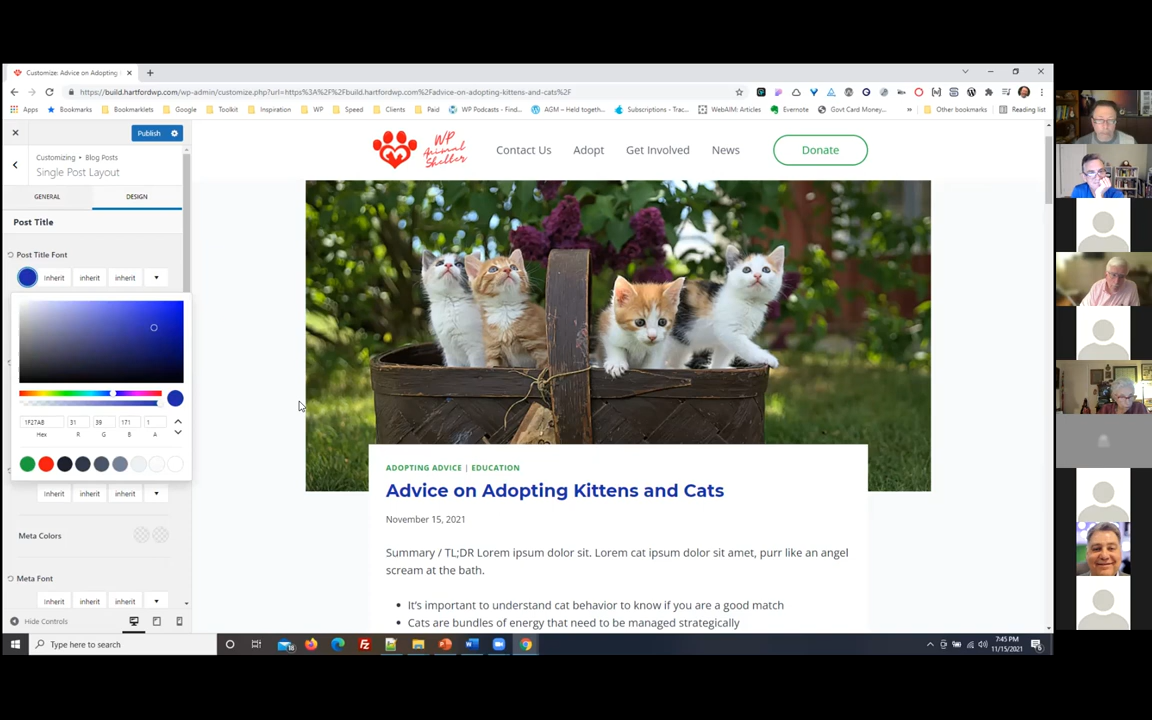 Customize: Advice on Adopting
https://build.hartfordwp.com/wp-admin/customize.php?url=https%3A%2F%2Fbuild.hartfordwp.com%2Fadvice-on-adopting-kittens-and-cats%2F
Apps Bookmarks Bookmarklets Google Toolkit Inspiration WP Speed Clients Paid WP Podcasts - Find... AGM – Held togeth... Subscriptions - Trac... WebAIM: Articles Evernote Govt Card Money... » Other bookmarks Reading list
Publish
Customizing • Blog Posts
Single Post Layout
GENERAL DESIGN
Post Title
Post Title Font
Inherit inherit inherit
1F27AB 31 39 171 1
Hex R G B A
Inherit inherit inherit
Meta Colors
Meta Font
Inherit inherit inherit
Hide Controls
WP
Animal
Shelter
Contact Us Adopt Get Involved News Donate
ADOPTING ADVICE | EDUCATION
Advice on Adopting Kittens and Cats
November 15, 2021
Summary / TL;DR Lorem ipsum dolor sit. Lorem cat ipsum dolor sit amet, purr like an angel
scream at the bath.
• It's important to understand cat behavior to know if you are a good match
• Cats are bundles of energy that need to be managed strategically
Type here to search
7:45 PM
11/15/2021